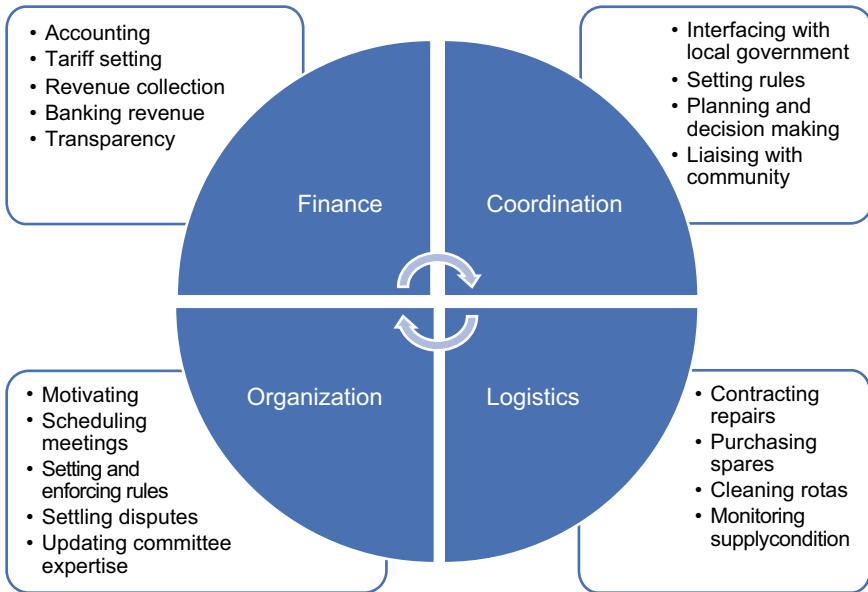 • Accounting
• Tariff setting
• Revenue collection
• Banking revenue
• Transparency
• Interfacing with
local government
• Setting rules
• Planning and
decision making
• Liaising with
community
Finance
Coordination
Organization
Logistics
• Motivating
• Scheduling
meetings
• Setting and
enforcing rules
• Settling disputes
• Updating committee
expertise
• Contracting
repairs
• Purchasing
spares
• Cleaning rotas
• Monitoring
supplycondition